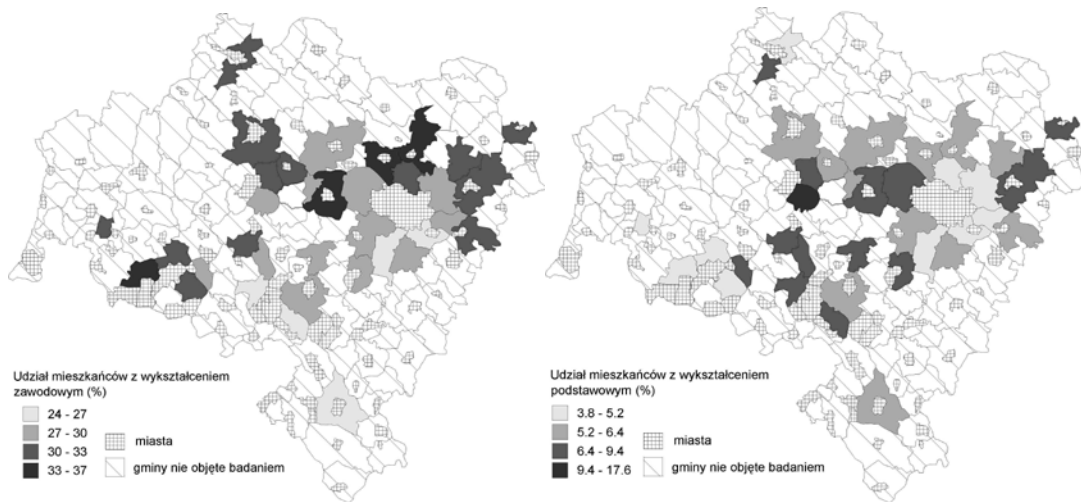 Udział mieszkańców z wykształceniem
zawodowym (%)
24 - 27
27 - 30
30 - 33
33 - 37
miasta
gminy nie objęte badaniem
Udział mieszkańców z wykształceniem
podstawowym (%)
3.8 - 5.2
5.2 - 6.4
6.4 - 9.4
9.4 - 17.6
miasta
gminy nie objęte badaniem